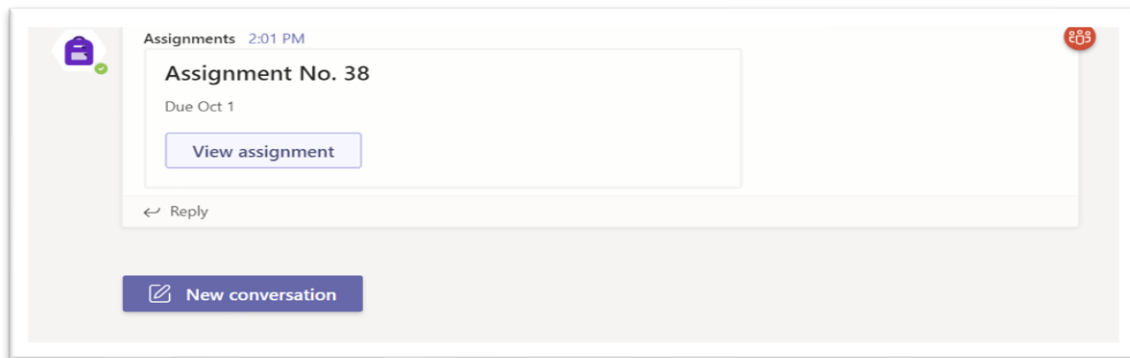 Assignments 2:01 PM
Assignment No. 38
Due Oct 1
View assignment
Reply
New conversation